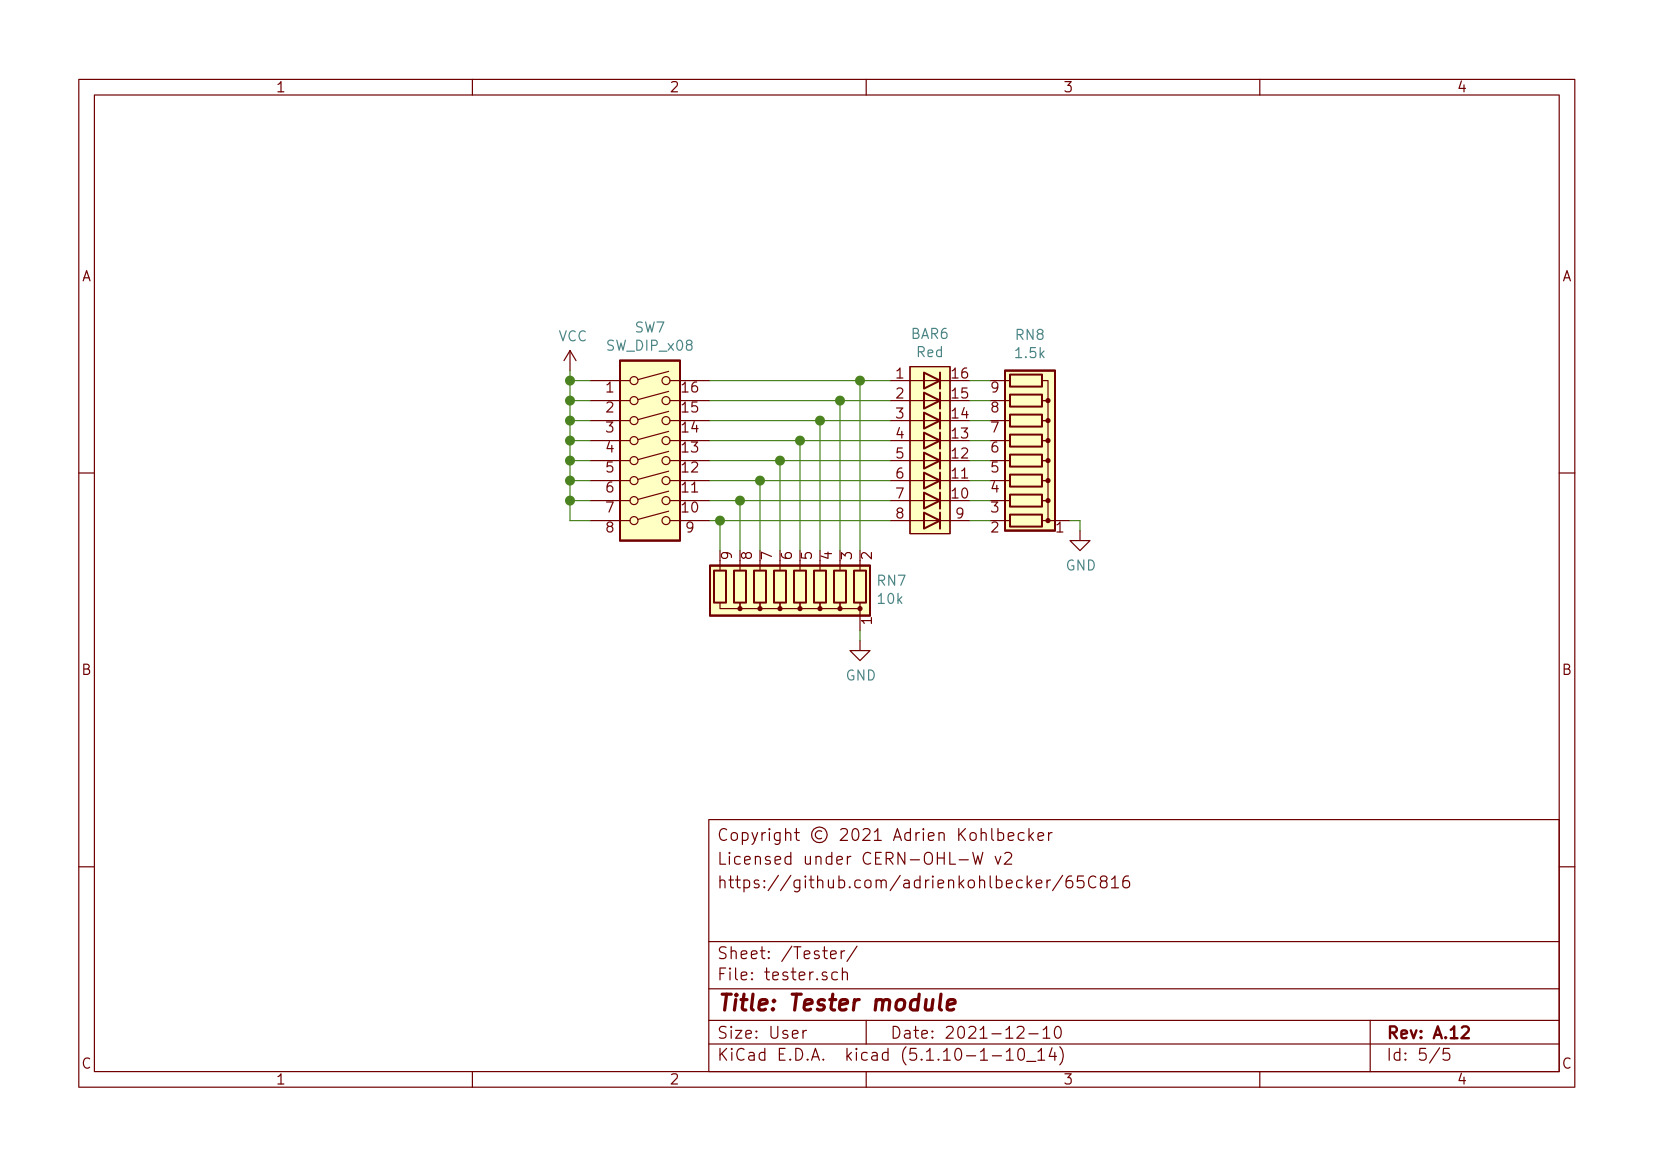 1 2 3 4
A A
VCC
SW7
SW_DIP_x08
BAR6
Red
RN8
1.5k
1 16 1 16 9
2 15 2 15 8
3 14 3 14 7
4 13 4 13 6
5 12 5 12 5
6 11 6 11 4
7 10 7 10 3
8 9 8 9 2 1
GND
9 8 7 6 5 4 3 2
RN7
10k
1
GND
B B
Copyright © 2021 Adrien Kohlbecker
Licensed under CERN-OHL-W v2
https://github.com/adrienkohlbecker/65C816
Sheet: /Tester/
File: tester.sch
Title: Tester module
Size: User Date: 2021-12-10 Rev: A.12
KiCad E.D.A. kicad (5.1.10-1-10_14) Id: 5/5
C C
1 2 3 4